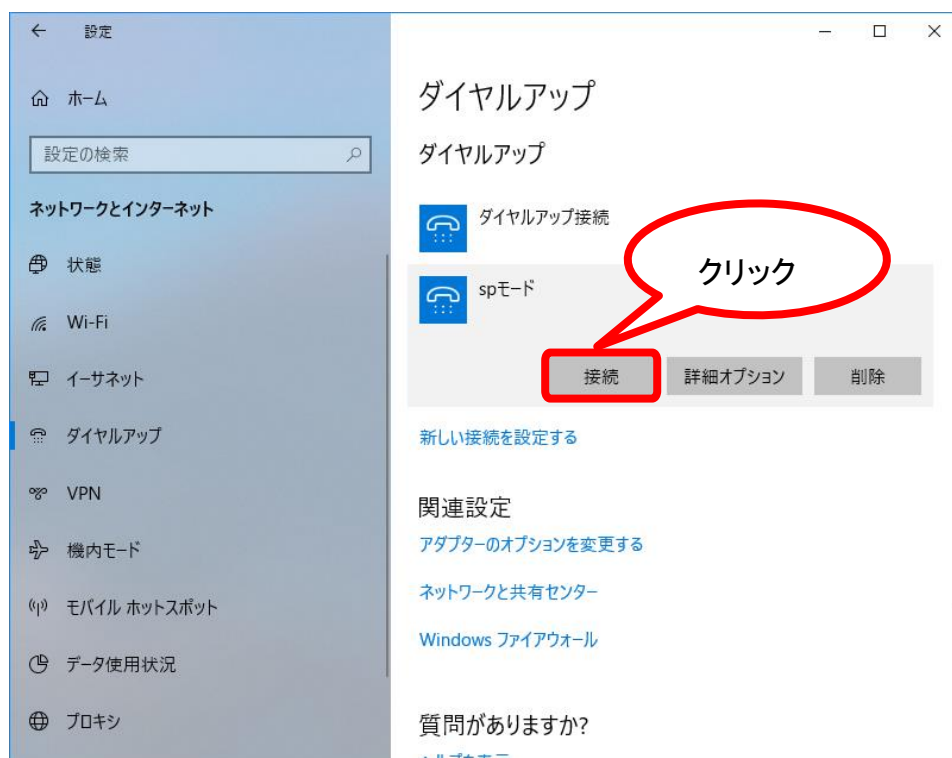 設定
ホーム
設定の検索
ネットワークとインターネット
状態
Wi-Fi
イーサネット
ダイヤルアップ
VPN
機内モード
モバイル ホットスポット
データ使用状況
プロキシ
ダイヤルアップ
ダイヤルアップ
ダイヤルアップ接続
クリック
spモード
接続
詳細オプション
削除
新しい接続を設定する
関連設定
アダプターのオプションを変更する
ネットワークと共有センター
Windows ファイアウォール
質問がありますか?